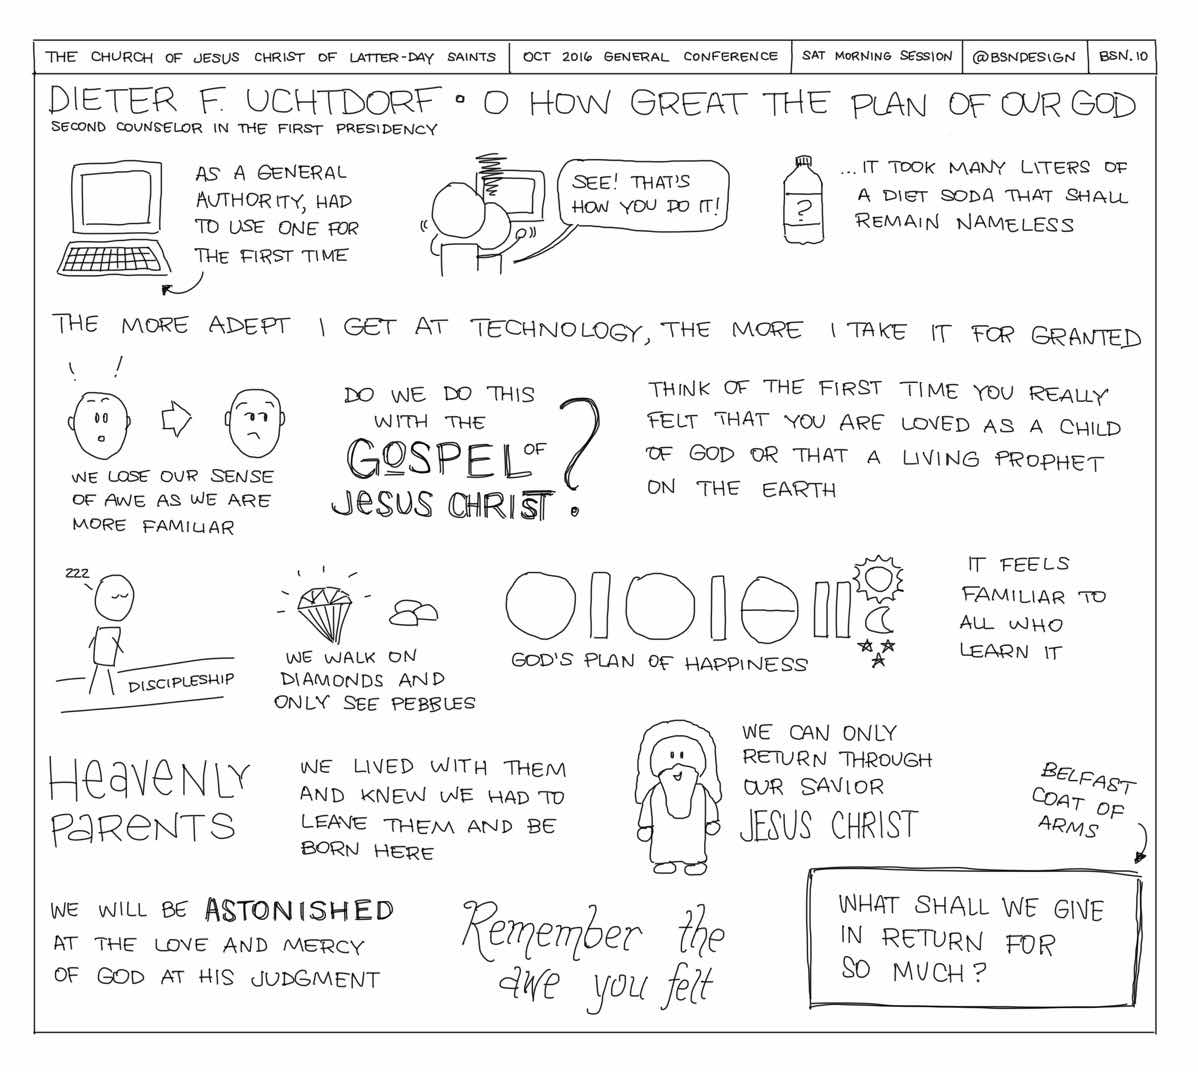 THE CHURCH OF JESUS CHRIST OF LATTER-DAY SAINTS
OCT 2016 GENERAL CONFERENCE
SAT MORNING SESSION
@BSNDESIGN
BSN.10
DIETER F. UCHTDORF • O HOW GREAT THE PLAN OF OUR GOD
SECOND COUNSELOR IN THE FIRST PRESIDENCY
AS A GENERAL
AUTHORITY, HAD
TO USE ONE FOR
THE FIRST TIME
SEE! THAT'S
HOW YOU DO IT!
?
...IT TOOK MANY LITERS OF
A DIET SODA THAT SHALL
REMAIN NAMELESS
THE MORE ADEPT I GET AT TECHNOLOGY, THE MORE I TAKE IT FOR GRANTED
! !
WE LOSE OUR SENSE
OF AWE AS WE ARE
MORE FAMILIAR
DO WE DO THIS
WITH THE
GOSPEL OF
JESUS CHRIST?
THINK OF THE FIRST TIME YOU REALLY
FELT THAT YOU ARE LOVED AS A CHILD
OF GOD OR THAT A LIVING PROPHET
ON THE EARTH
ZZZ
DISCIPLESHIP
WE WALK ON
DIAMONDS AND
ONLY SEE PEBBLES
GOD'S PLAN OF HAPPINESS
IT FEELS
FAMILIAR TO
ALL WHO
LEARN IT
HEAVENLY
PARENTS
WE LIVED WITH THEM
AND KNEW WE HAD TO
LEAVE THEM AND BE
BORN HERE
WE CAN ONLY
RETURN THROUGH
OUR SAVIOR
JESUS CHRIST
BELFAST
COAT OF
ARMS
WE WILL BE ASTONISHED
AT THE LOVE AND MERCY
OF GOD AT HIS JUDGMENT
Remember the
awe you felt
WHAT SHALL WE GIVE
IN RETURN FOR
SO MUCH?